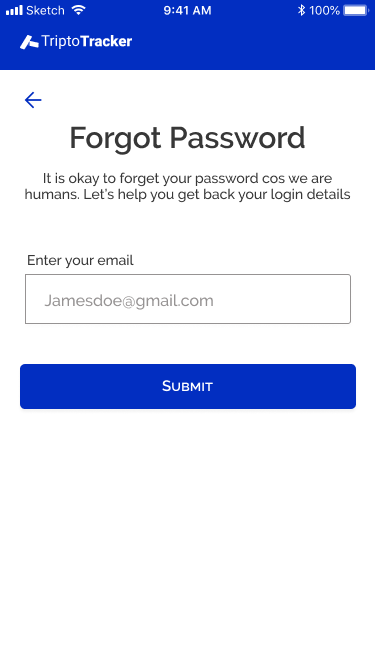 Sketch 9:41 AM 100%
TriptoTracker
Forgot Password
It is okay to forget your password cos we are
humans. Let's help you get back your login details
Enter your email
Jamesdoe@gmail.com
Submit